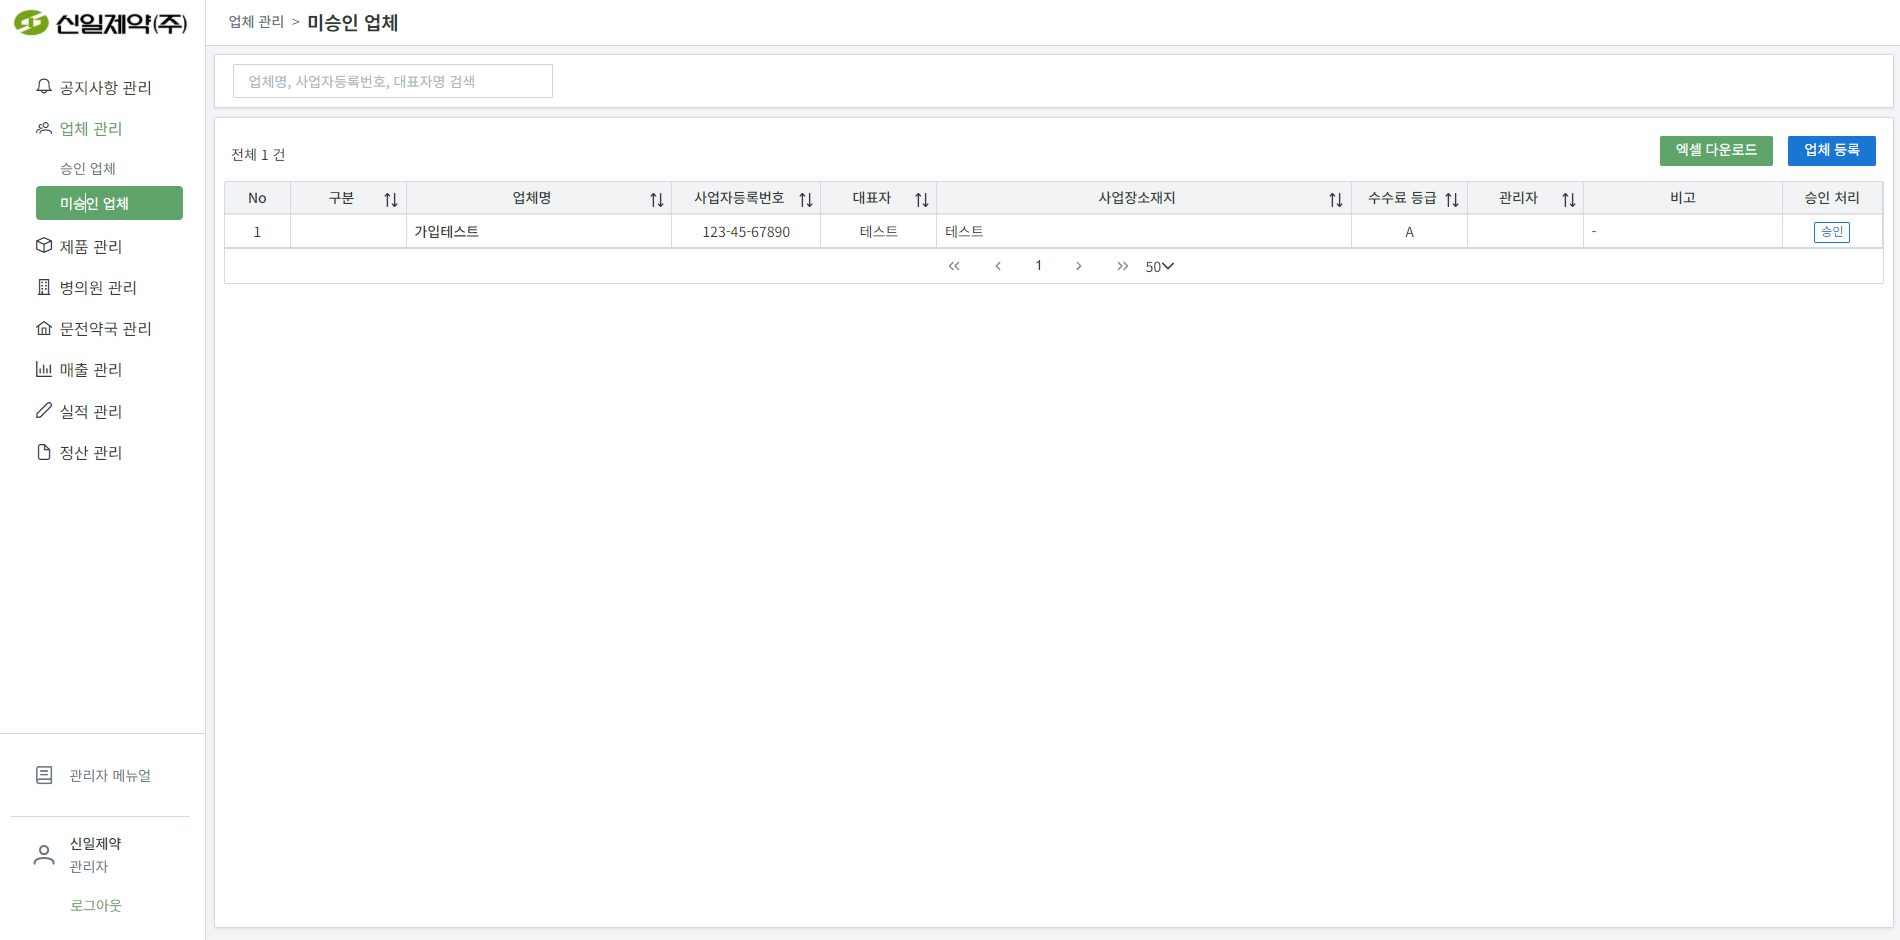 신일제약(주)
공지사항 관리
업체 관리
승인 업체
미승인 업체
제품 관리
병의원 관리
문전약국 관리
매출 관리
실적 관리
정산 관리
관리자 메뉴얼
신일제약
관리자
로그아웃
업체 관리 > 미승인 업체
업체명, 사업자등록번호, 대표자명 검색
전체 1 건
엑셀 다운로드 업체 등록
No 구분 업체명 사업자등록번호 대표자 사업장소재지 수수료 등급 관리자 비고 승인 처리
1 가입테스트 123-45-67890 테스트 테스트 A - 승인
« ‹ 1 › » 50